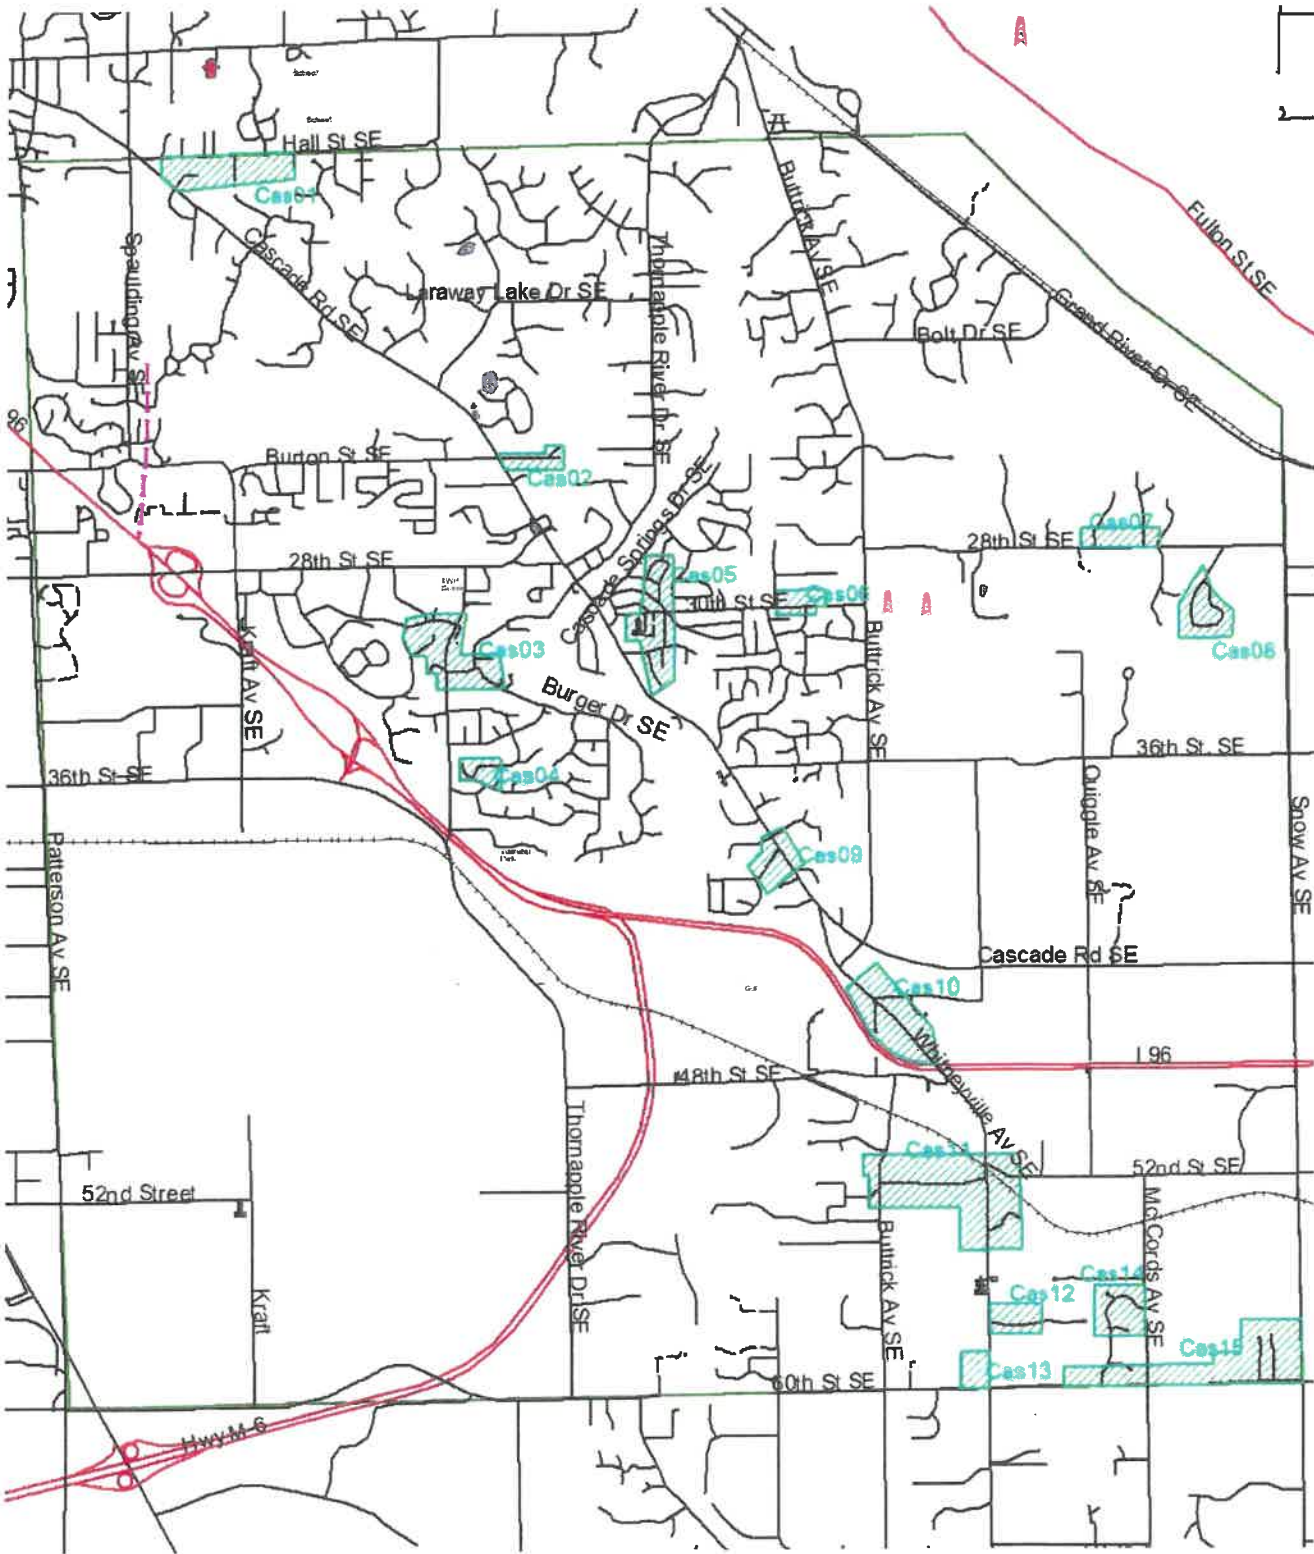 School
School
Hall St SE
Cas01
Buttrick Av SE
Fulton St SE
Spaulding Av SE
Cascade Rd SE
Thornapple River Dr SE
Laraway Lake Dr SE
Grand River Dr SE
Bolt Dr SE
96
Burton St SE
Cas02
Cascade Springs Dr SE
Cas07
28th St SE
28th St SE
Cas05
30th St SE
Cas06
Kraft Av SE
Cas03
Cas08
Buttrick Av SE
Burger Dr SE
36th St SE
36th St. SE
Cas04
Quiggle Av SE
Snow Av SE
Patterson Av SE
Cas09
Cascade Rd SE
Cas10
Whitneyville Av SE
I 96
48th St SE
Thornapple River Dr SE
Cas11
52nd St SE
52nd Street
McCords Av SE
Buttrick Av SE
Cas14
Cas12
Kraft
Cas15
Cas13
60th St SE
Hwy M-6